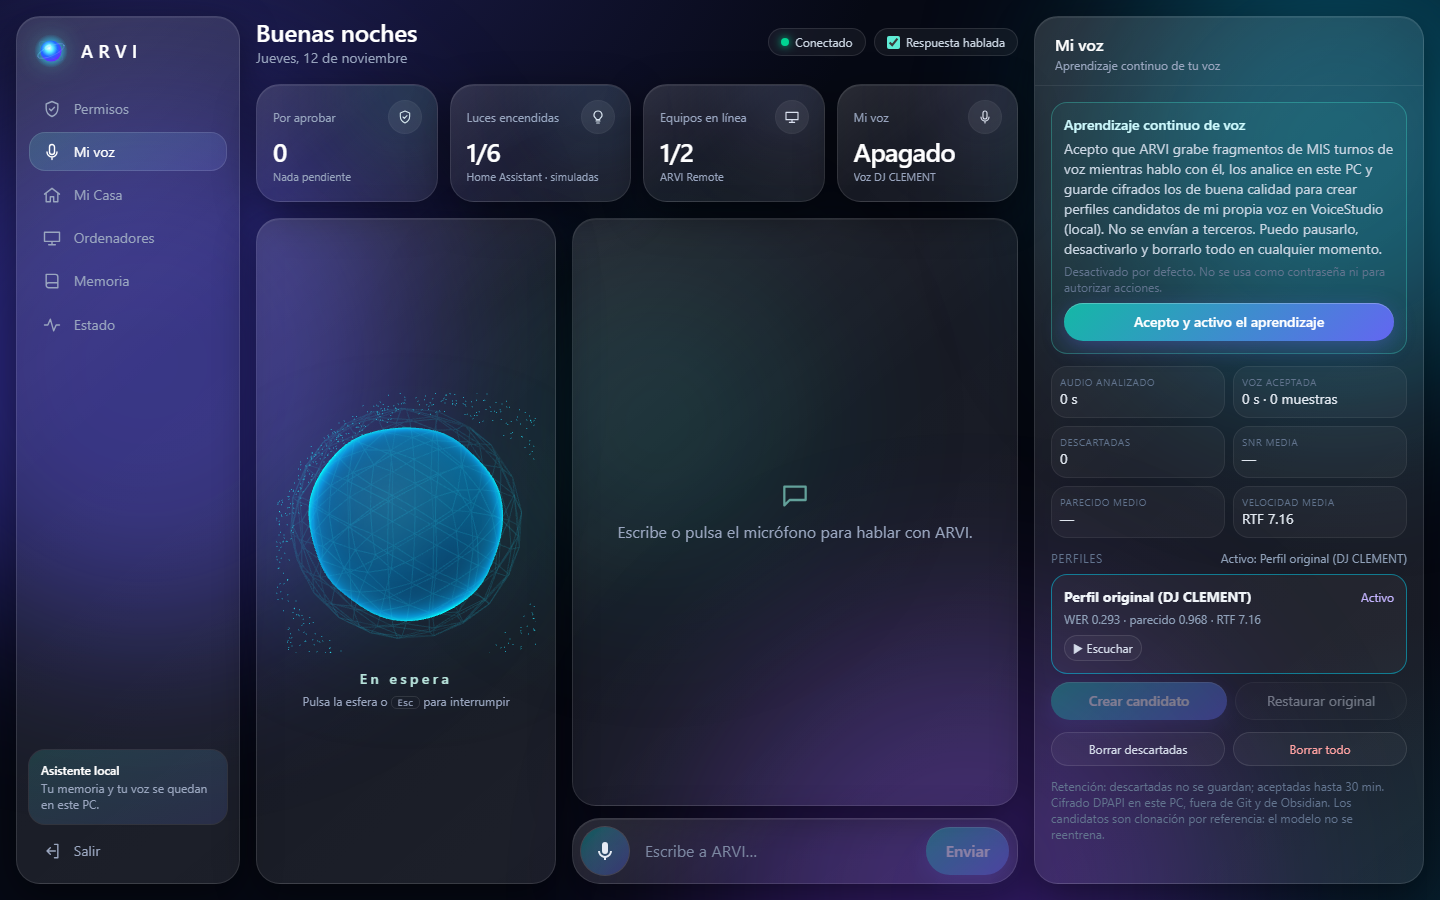 ARVI
Permisos
Mi voz
Mi Casa
Ordenadores
Memoria
Estado
Asistente local
Tu memoria y tu voz se quedan
en este PC.
Salir
Buenas noches
Jueves, 12 de noviembre
Conectado
Respuesta hablada
Por aprobar
0
Nada pendiente
Luces encendidas
1/6
Home Assistant · simuladas
Equipos en línea
1/2
ARVI Remote
Mi voz
Apagado
Voz DJ CLEMENT
En espera
Pulsa la esfera o Esc para interrumpir
Escribe o pulsa el micrófono para hablar con ARVI.
Escribe a ARVI...
Enviar
Mi voz
Aprendizaje continuo de tu voz
Aprendizaje continuo de voz
Acepto que ARVI grabe fragmentos de MIS turnos de
voz mientras hablo con él, los analice en este PC y
guarde cifrados los de buena calidad para crear
perfiles candidatos de mi propia voz en VoiceStudio
(local). No se envían a terceros. Puedo pausarlo,
desactivarlo y borrarlo todo en cualquier momento.
Desactivado por defecto. No se usa como contraseña ni para
autorizar acciones.
Acepto y activo el aprendizaje
AUDIO ANALIZADO
0 s
VOZ ACEPTADA
0 s · 0 muestras
DESCARTADAS
0
SNR MEDIA
—
PARECIDO MEDIO
—
VELOCIDAD MEDIA
RTF 7.16
PERFILES
Activo: Perfil original (DJ CLEMENT)
Perfil original (DJ CLEMENT)
Activo
WER 0.293 · parecido 0.968 · RTF 7.16
▶ Escuchar
Crear candidato
Restaurar original
Borrar descartadas
Borrar todo
Retención: descartadas no se guardan; aceptadas hasta 30 min.
Cifrado DPAPI en este PC, fuera de Git y de Obsidian. Los
candidatos son clonación por referencia: el modelo no se
reentrena.